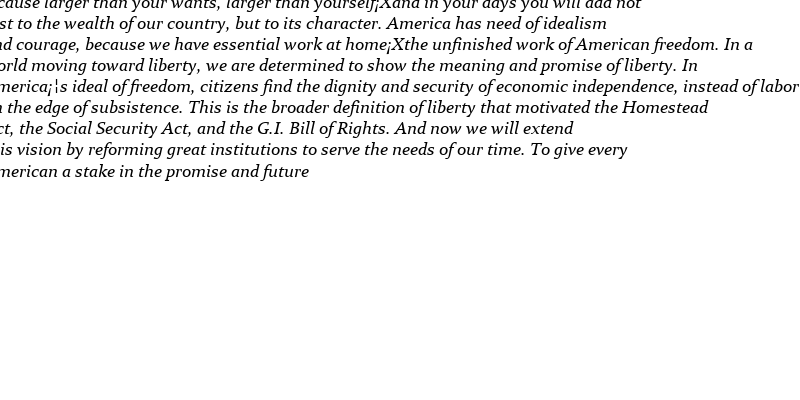 cause larger than your wants, larger than yourself¡Xand in your days you will add not
st to the wealth of our country, but to its character. America has need of idealism
nd courage, because we have essential work at home¡Xthe unfinished work of American freedom. In a
orld moving toward liberty, we are determined to show the meaning and promise of liberty. In
merica¡¦s ideal of freedom, citizens find the dignity and security of economic independence, instead of labor
n the edge of subsistence. This is the broader definition of liberty that motivated the Homestead
ct, the Social Security Act, and the G.I. Bill of Rights. And now we will extend
is vision by reforming great institutions to serve the needs of our time. To give every
merican a stake in the promise and future